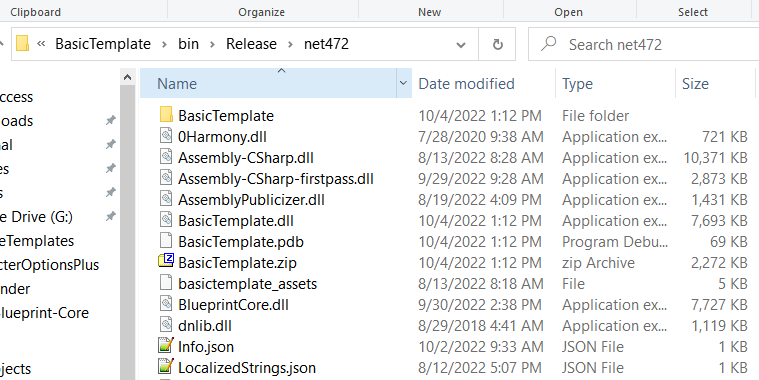 Clipboard Organize New Open Select
« BasicTemplate > bin > Release > net472 Search net472
Name Date modified Type Size
ccess BasicTemplate 10/4/2022 1:12 PM File folder
oads 0Harmony.dll 7/28/2020 9:38 AM Application ex... 721 KB
nal Assembly-CSharp.dll 8/13/2022 8:28 AM Application ex... 10,371 KB
es Assembly-CSharp-firstpass.dll 9/29/2022 9:28 AM Application ex... 2,873 KB
s AssemblyPublicizer.dll 8/19/2022 4:09 PM Application ex... 1,431 KB
e Drive (G:) BasicTemplate.dll 10/4/2022 1:12 PM Application ex... 7,693 KB
eTemplates BasicTemplate.pdb 10/4/2022 1:12 PM Program Debu... 69 KB
cterOptionsPlus BasicTemplate.zip 10/4/2022 1:12 PM zip Archive 2,272 KB
nder basictemplate_assets 8/13/2022 8:18 AM File 5 KB
lueprint-Core BlueprintCore.dll 9/30/2022 2:38 PM Application ex... 7,727 KB
dnlib.dll 8/29/2018 4:41 AM Application ex... 1,119 KB
Info.json 10/2/2022 9:33 AM JSON File 1 KB
ojects LocalizedStrings.json 8/12/2022 5:07 PM JSON File 1 KB